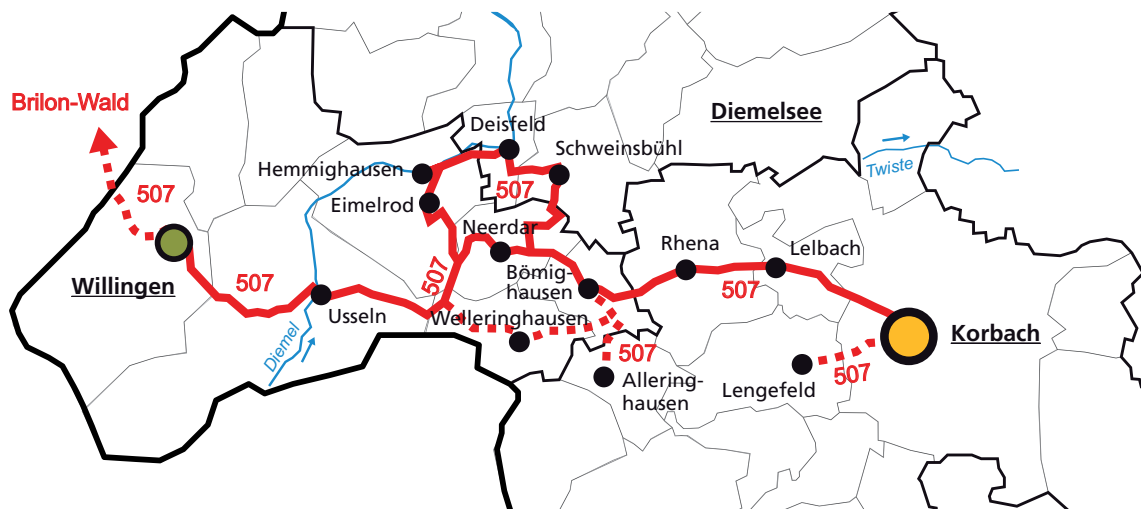 Brilon-Wald
Diemelsee
Deisfeld
Schweinsbühl
Hemmighausen
Twiste
507
507
Eimelrod
Neerdar
Rhena
Lelbach
Willingen
507
507
Bömig-
hausen
507
Usseln
Welleringhausen
Diemel
507
Korbach
507
Allering-
hausen
Lengefeld